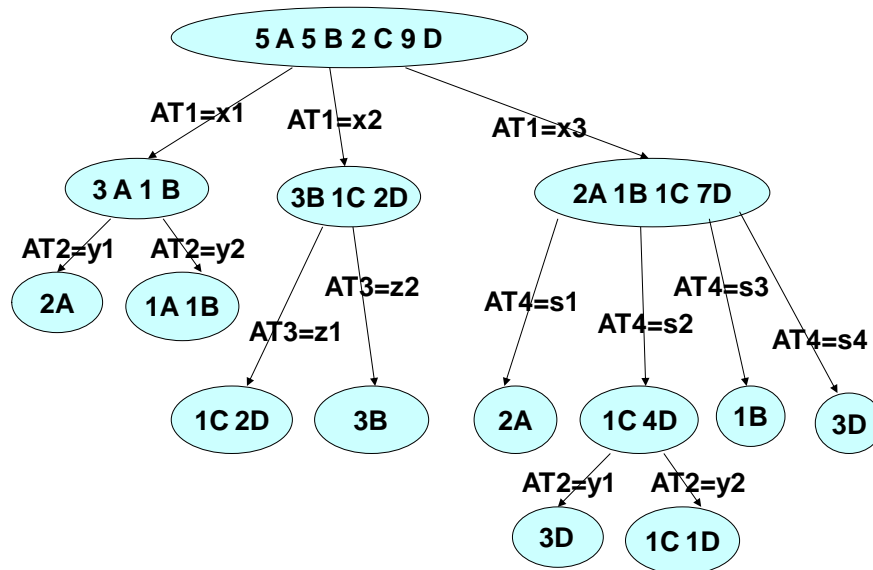 5 A 5 B 2 C 9 D
AT1=x1
AT1=x2
AT1=x3
3 A 1 B
3B 1C 2D
2A 1B 1C 7D
AT2=y1
AT2=y2
AT3=z2
AT4=s1
AT4=s3
2A
1A 1B
AT3=z1
AT4=s2
AT4=s4
1C 2D
3B
2A
1C 4D
1B
3D
AT2=y1
AT2=y2
3D
1C 1D